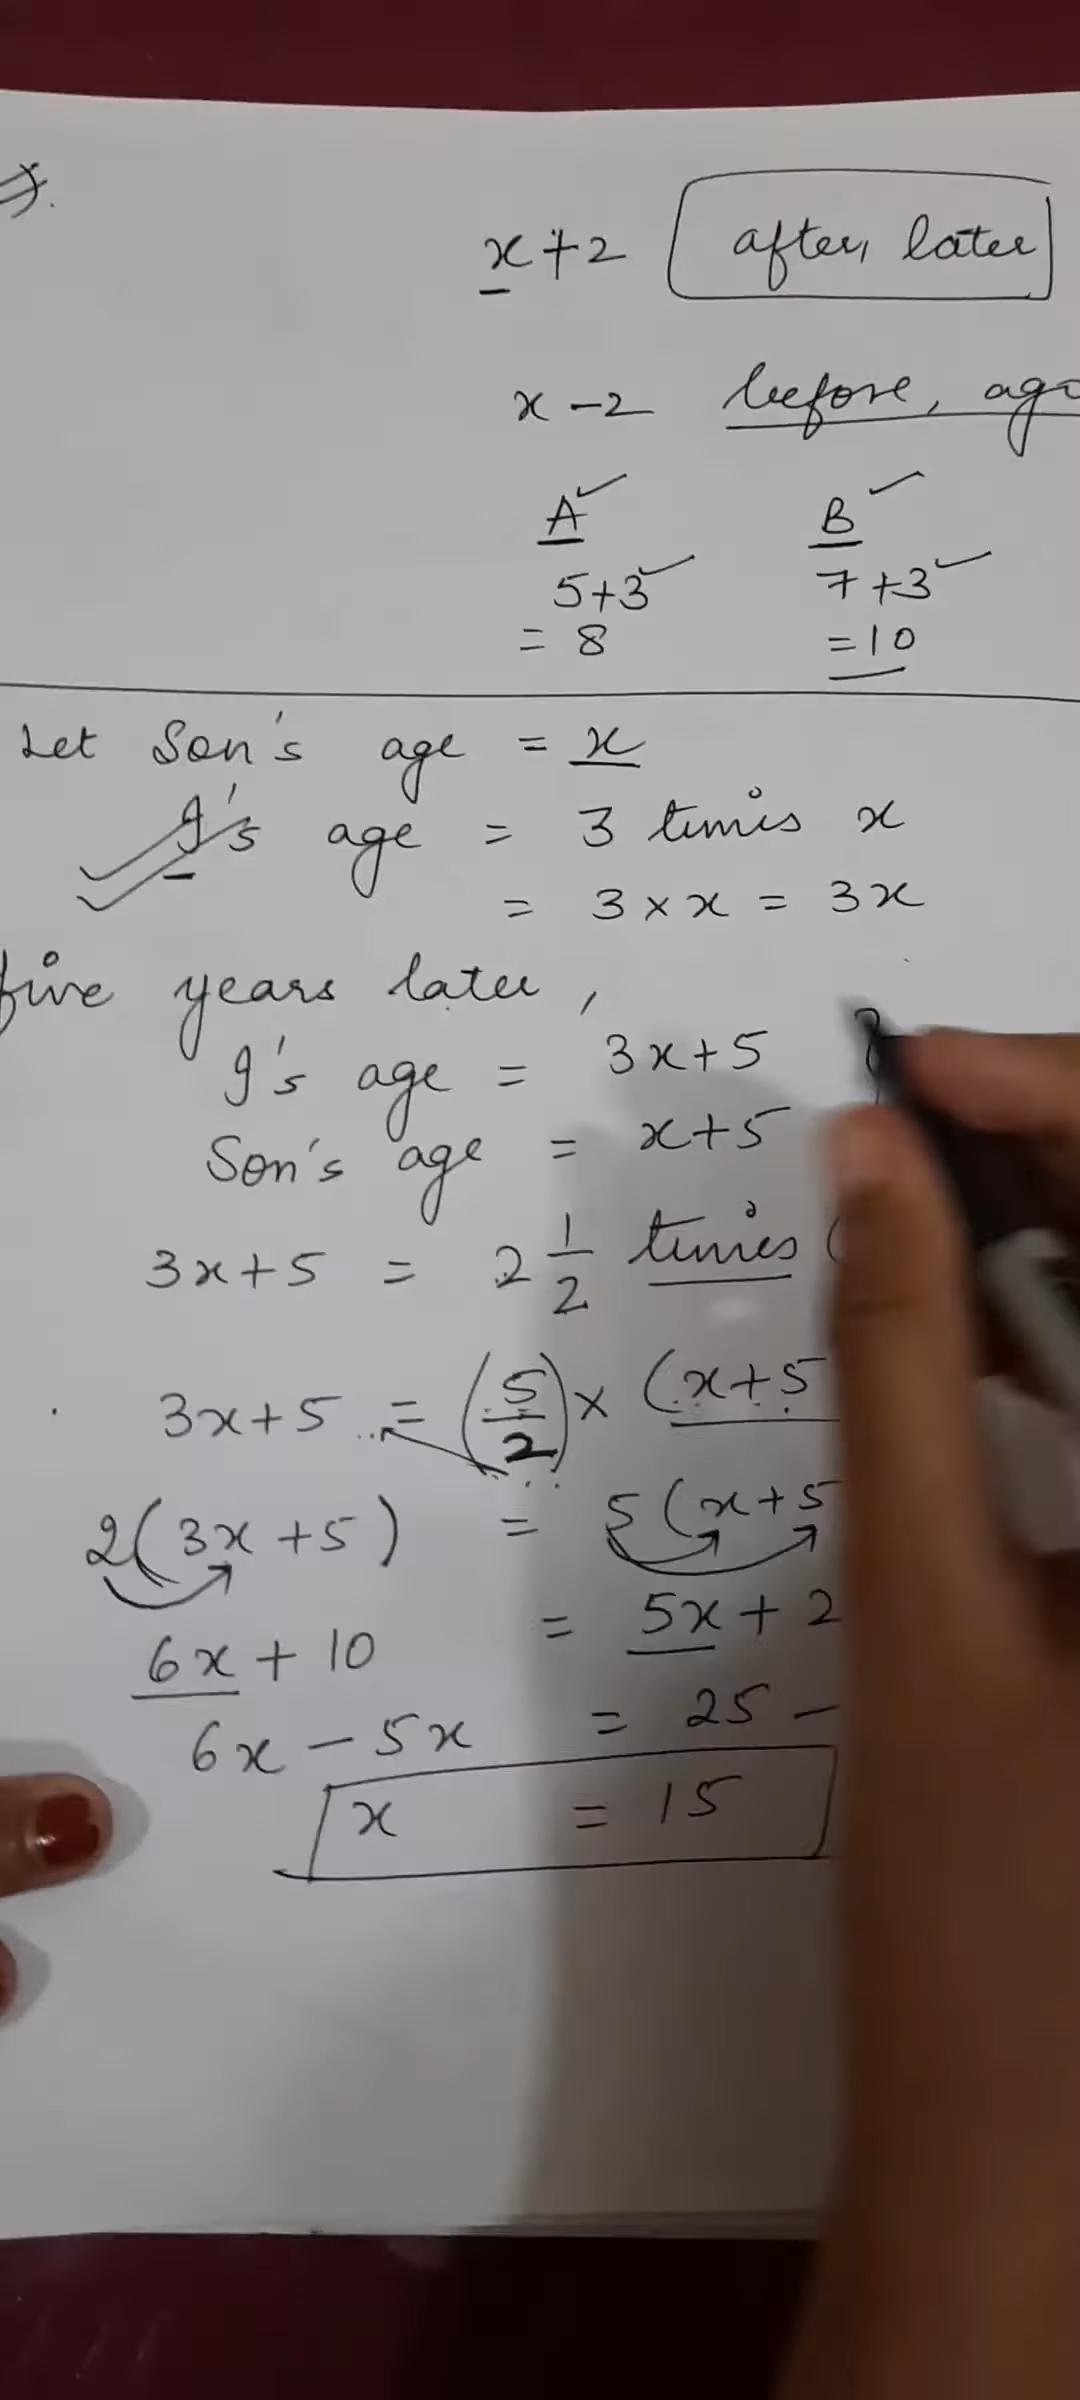 x+2 after, later
x-2 before, ago
A B
5+3 7+3
= 8 =10
Let Son's age = x
J's age = 3 times x
= 3 × x = 3x
five years later,
J's age = 3x+5
Son's age = x+5
3x+5 = 2 1/2 times (
3x+5 = (5/2) × (x+5
2(3x+5) = 5(x+5
6x + 10 = 5x + 2
6x - 5x = 25 -
x = 15